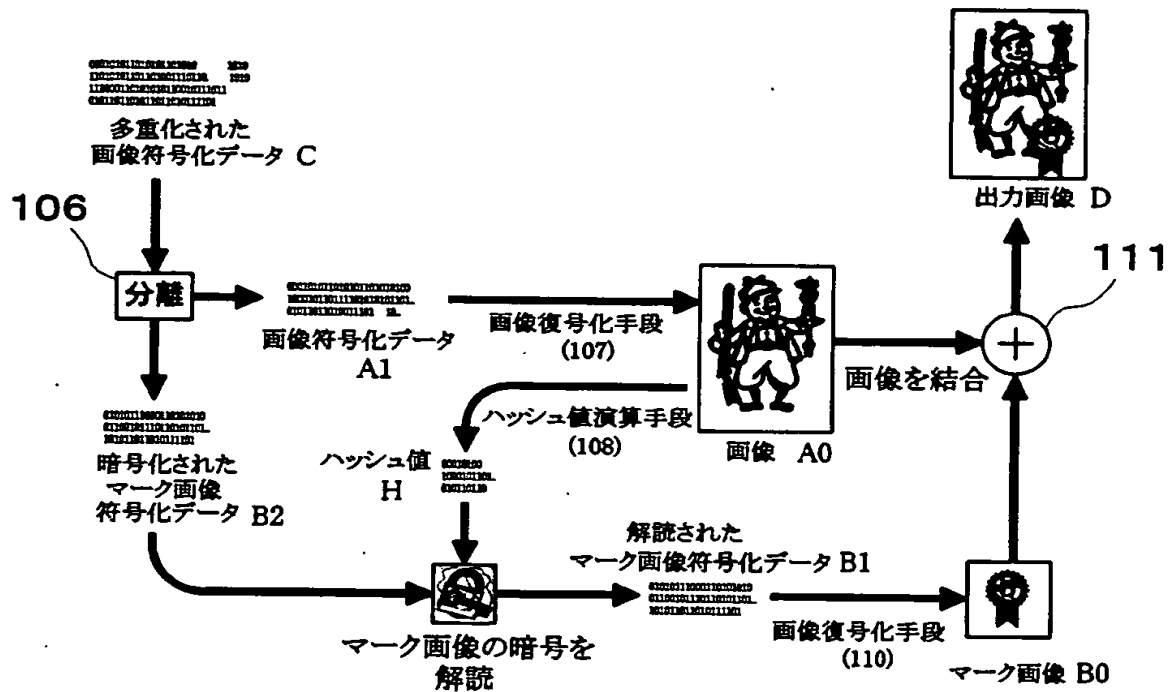 多重化された
画像符号化データ C
106
分離
画像符号化データ
A1
画像復号化手段
(107)
画像 A0
画像を結合
111
出力画像 D
暗号化された
マーク画像
符号化データ B2
ハッシュ値演算手段
(108)
ハッシュ値
H
マーク画像の暗号を
解読
解読された
マーク画像符号化データB1
画像復号化手段
(110)
マーク画像 B0